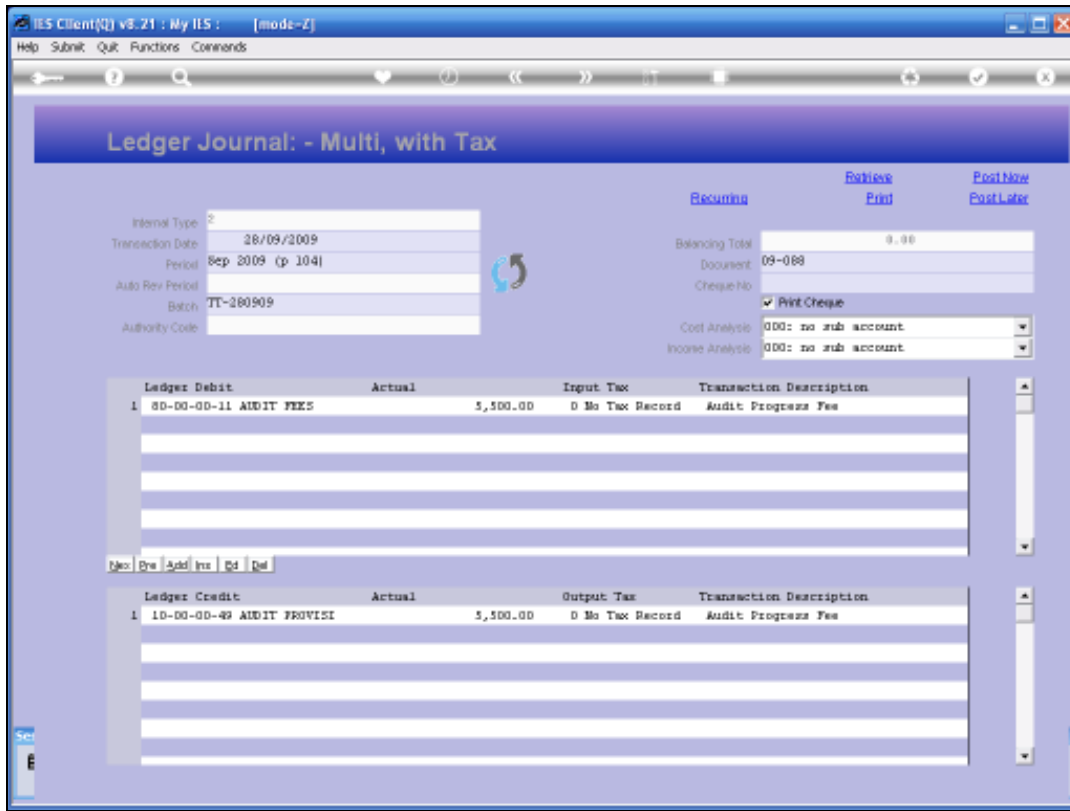 IES Client(Q) v8.21 : My IES : [mode-Z]
Help Submit Quit Functions Commands
Ledger Journal: - Multi, with Tax
Retrieve Post Now
Recurring Print Post Later
Internal Type 2
Transaction Date 28/09/2009 Balancing Total 0.00
Period Sep 2009 (p 104) Document 09-088
Auto Rev Period Cheque No
Batch TT-280909 Print Cheque
Authority Code Cost Analysis 000: no sub account
Income Analysis 000: no sub account
Ledger Debit Actual Input Tax Transaction Description
1 80-00-00-11 AUDIT FEES 5,500.00 0 No Tax Record Audit Progress Fee
Nex Pre Add Ins Ed Del
Ledger Credit Actual Output Tax Transaction Description
1 10-00-00-49 AUDIT PROVISI 5,500.00 0 No Tax Record Audit Progress Fee
Ser